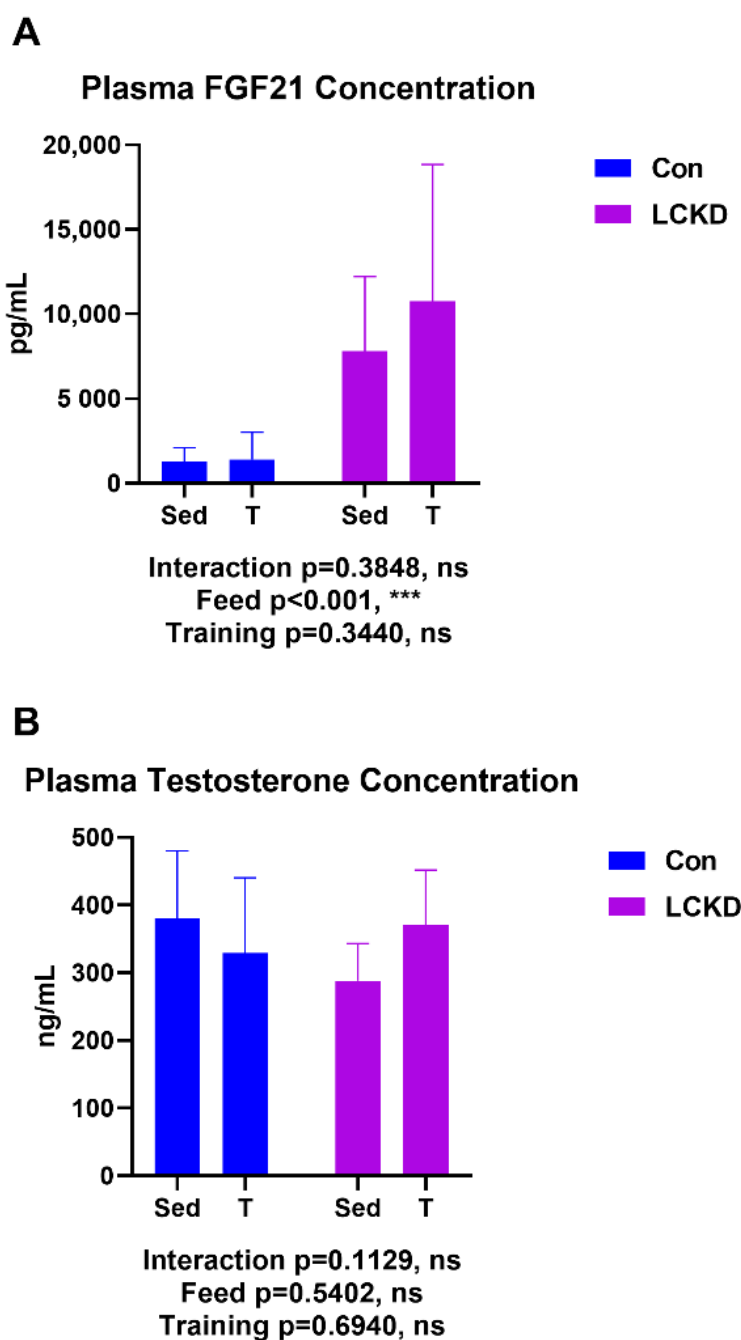 A
Plasma FGF21 Concentration
20,000
15,000
10,000
5 000
0
pg/mL
Sed T Sed T
Con
LCKD
Interaction p=0.3848, ns
Feed p<0.001, ***
Training p=0.3440, ns
B
Plasma Testosterone Concentration
500
400
300
200
100
0
ng/mL
Sed T Sed T
Con
LCKD
Interaction p=0.1129, ns
Feed p=0.5402, ns
Training p=0.6940, ns